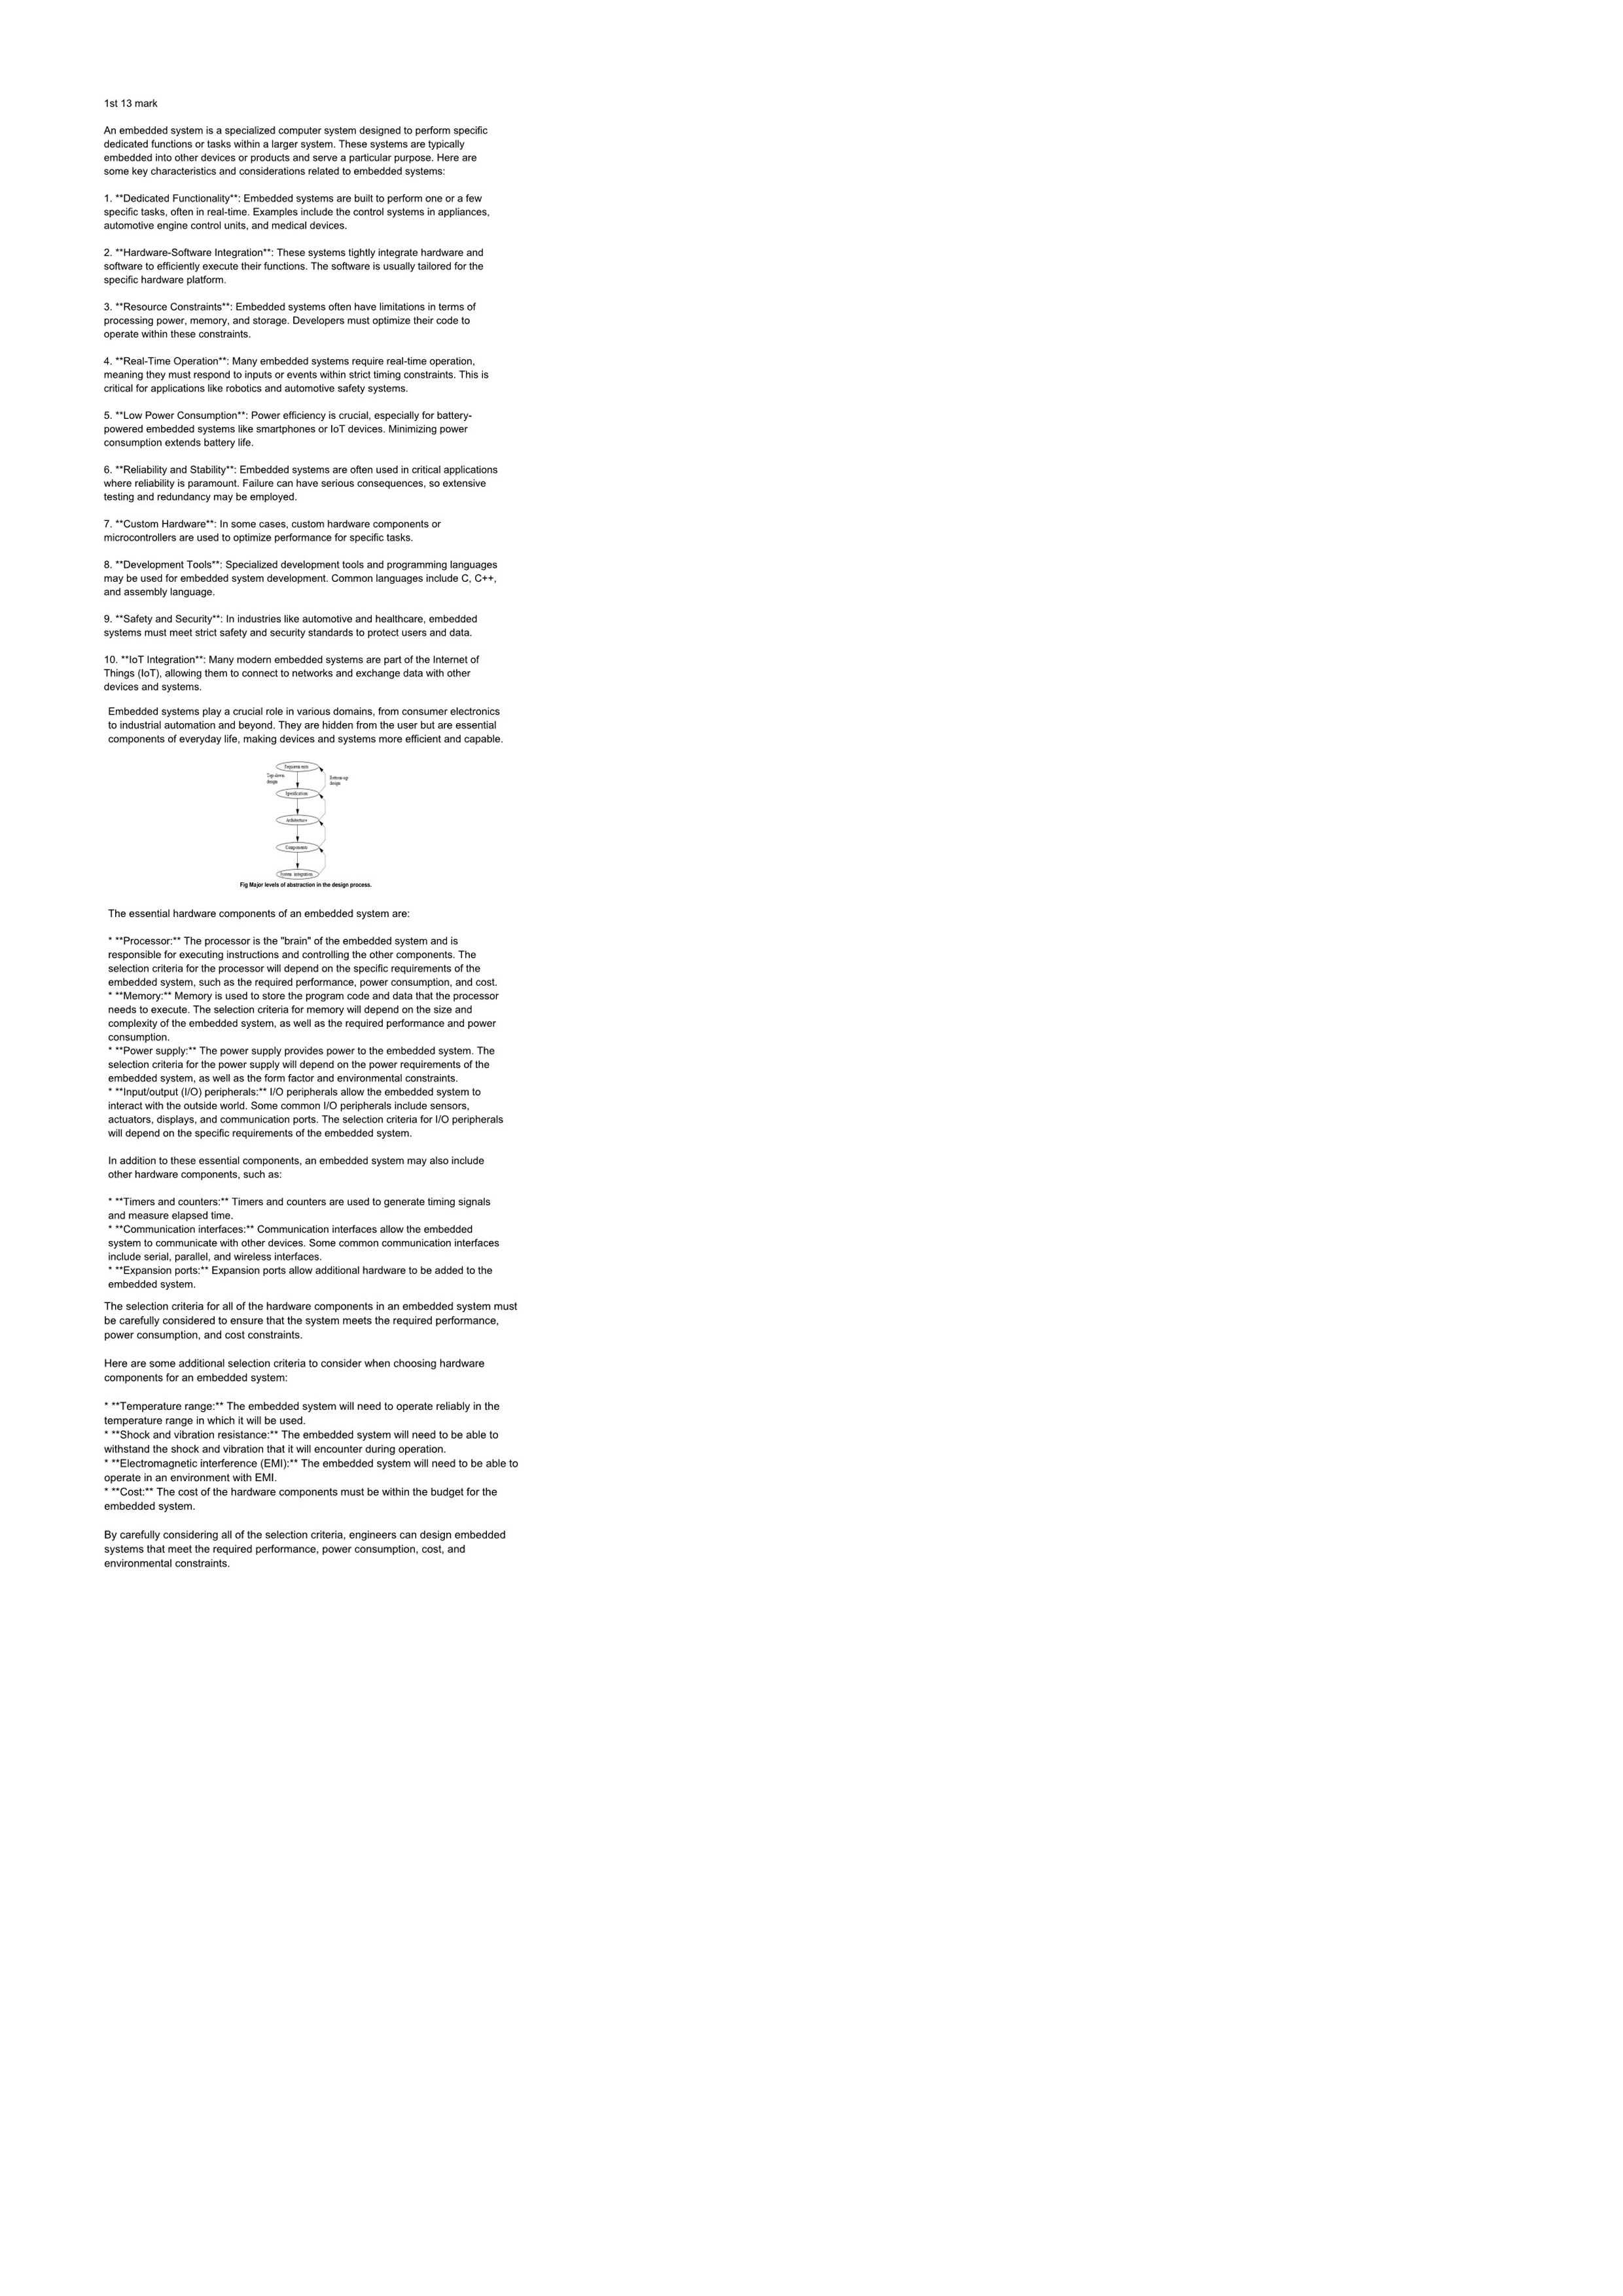 1st 13 mark
An embedded system is a specialized computer system designed to perform specific
dedicated functions or tasks within a larger system. These systems are typically
embedded into other devices or products and serve a particular purpose. Here are
some key characteristics and considerations related to embedded systems:
1. **Dedicated Functionality**: Embedded systems are built to perform one or a few
specific tasks, often in real-time. Examples include the control systems in appliances,
automotive engine control units, and medical devices.
2. **Hardware-Software Integration**: These systems tightly integrate hardware and
software to efficiently execute their functions. The software is usually tailored for the
specific hardware platform.
3. **Resource Constraints**: Embedded systems often have limitations in terms of
processing power, memory, and storage. Developers must optimize their code to
operate within these constraints.
4. **Real-Time Operation**: Many embedded systems require real-time operation,
meaning they must respond to inputs or events within strict timing constraints. This is
critical for applications like robotics and automotive safety systems.
5. **Low Power Consumption**: Power efficiency is crucial, especially for battery-
powered embedded systems like smartphones or IoT devices. Minimizing power
consumption extends battery life.
6. **Reliability and Stability**: Embedded systems are often used in critical applications
where reliability is paramount. Failure can have serious consequences, so extensive
testing and redundancy may be employed.
7. **Custom Hardware**: In some cases, custom hardware components or
microcontrollers are used to optimize performance for specific tasks.
8. **Development Tools**: Specialized development tools and programming languages
may be used for embedded system development. Common languages include C, C++,
and assembly language.
9. **Safety and Security**: In industries like automotive and healthcare, embedded
systems must meet strict safety and security standards to protect users and data.
10. **IoT Integration**: Many modern embedded systems are part of the Internet of
Things (IoT), allowing them to connect to networks and exchange data with other
devices and systems.
Embedded systems play a crucial role in various domains, from consumer electronics
to industrial automation and beyond. They are hidden from the user but are essential
components of everyday life, making devices and systems more efficient and capable.
Requirements
Top-down
design
Bottom-up
design
Specification
Architecture
Components
System integration
Fig Major levels of abstraction in the design process.
The essential hardware components of an embedded system are:
* **Processor:** The processor is the "brain" of the embedded system and is
responsible for executing instructions and controlling the other components. The
selection criteria for the processor will depend on the specific requirements of the
embedded system, such as the required performance, power consumption, and cost.
* **Memory:** Memory is used to store the program code and data that the processor
needs to execute. The selection criteria for memory will depend on the size and
complexity of the embedded system, as well as the required performance and power
consumption.
* **Power supply:** The power supply provides power to the embedded system. The
selection criteria for the power supply will depend on the power requirements of the
embedded system, as well as the form factor and environmental constraints.
* **Input/output (I/O) peripherals:** I/O peripherals allow the embedded system to
interact with the outside world. Some common I/O peripherals include sensors,
actuators, displays, and communication ports. The selection criteria for I/O peripherals
will depend on the specific requirements of the embedded system.
In addition to these essential components, an embedded system may also include
other hardware components, such as:
* **Timers and counters:** Timers and counters are used to generate timing signals
and measure elapsed time.
* **Communication interfaces:** Communication interfaces allow the embedded
system to communicate with other devices. Some common communication interfaces
include serial, parallel, and wireless interfaces.
* **Expansion ports:** Expansion ports allow additional hardware to be added to the
embedded system.
The selection criteria for all of the hardware components in an embedded system must
be carefully considered to ensure that the system meets the required performance,
power consumption, and cost constraints.
Here are some additional selection criteria to consider when choosing hardware
components for an embedded system:
* **Temperature range:** The embedded system will need to operate reliably in the
temperature range in which it will be used.
* **Shock and vibration resistance:** The embedded system will need to be able to
withstand the shock and vibration that it will encounter during operation.
* **Electromagnetic interference (EMI):** The embedded system will need to be able to
operate in an environment with EMI.
* **Cost:** The cost of the hardware components must be within the budget for the
embedded system.
By carefully considering all of the selection criteria, engineers can design embedded
systems that meet the required performance, power consumption, cost, and
environmental constraints.